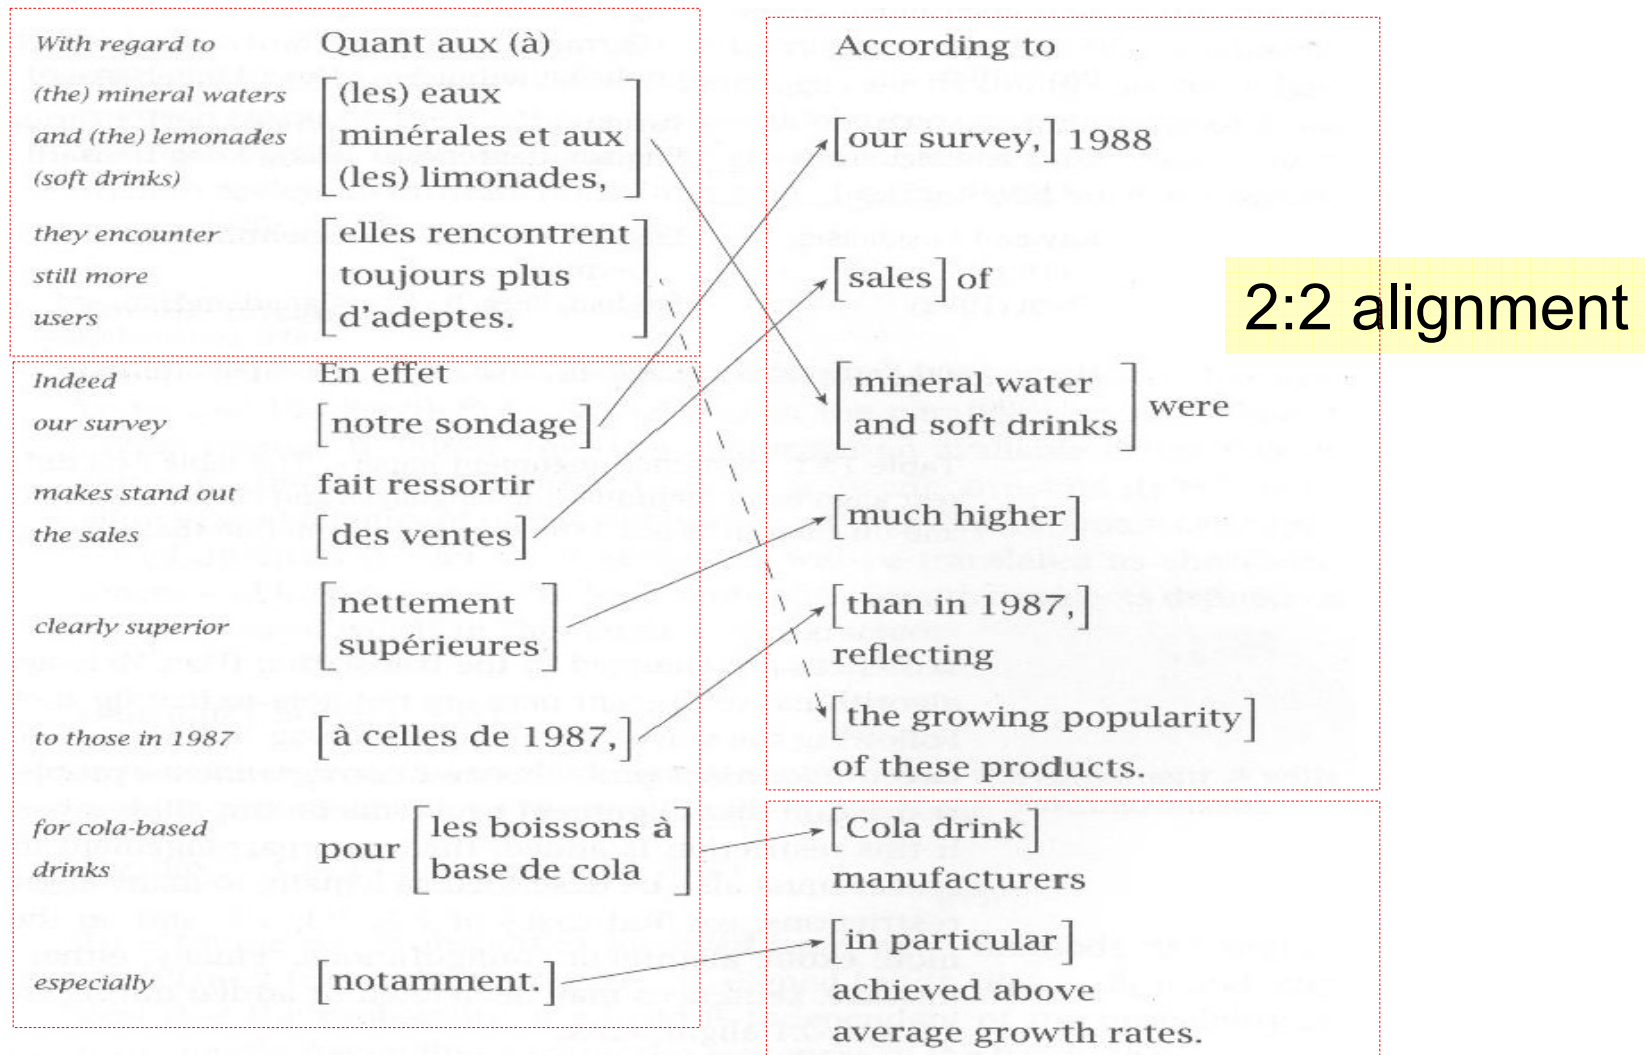 With regard to
Quant aux (à)
(the) mineral waters
and (the) lemonades
(soft drinks)
[(les) eaux
minérales et aux
(les) limonades,]
they encounter
still more
users
[elles rencontrent
toujours plus
d'adeptes.]
Indeed
En effet
our survey
[notre sondage]
makes stand out
fait ressortir
the sales
[des ventes]
clearly superior
[nettement
supérieures]
to those in 1987
[à celles de 1987,]
for cola-based
drinks
pour [les boissons à
base de cola]
especially
[notamment.]
According to
[our survey,] 1988
[sales] of
[mineral water
and soft drinks] were
[much higher]
[than in 1987,]
reflecting
[the growing popularity]
of these products.
[Cola drink]
manufacturers
[in particular]
achieved above
average growth rates.
2:2 alignment